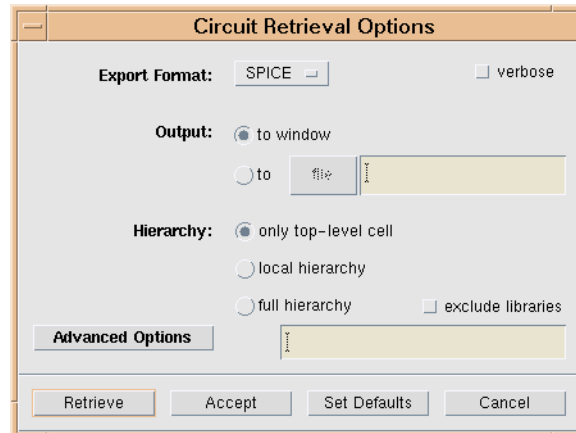 Circuit Retrieval Options
Export Format: SPICE verbose
Output: to window
to file
Hierarchy: only top-level cell
local hierarchy
full hierarchy exclude libraries
Advanced Options
Retrieve Accept Set Defaults Cancel